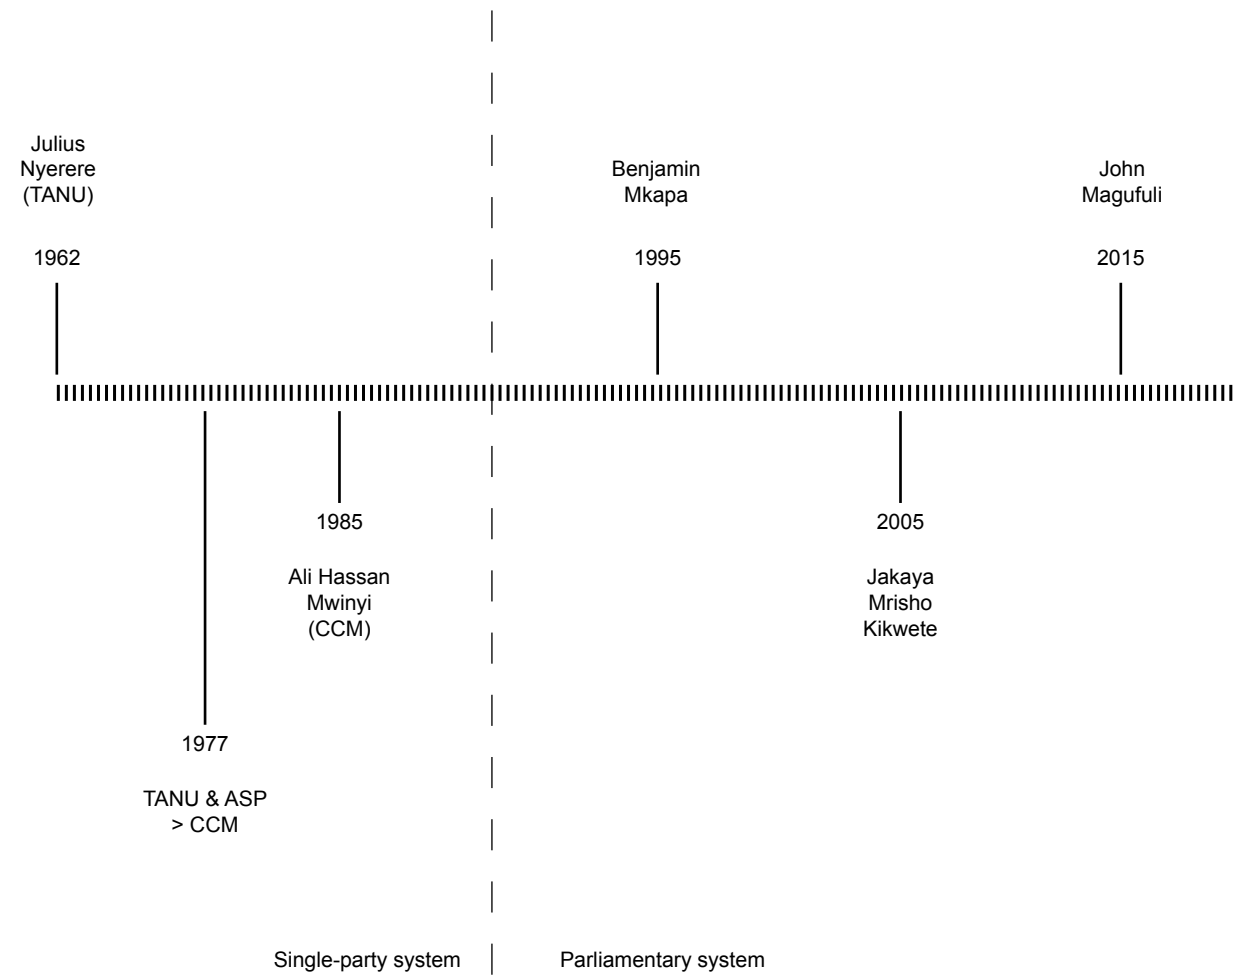 Julius
Nyerere
(TANU)
1962
Benjamin
Mkapa
1995
John
Magufuli
2015
1985
Ali Hassan
Mwinyi
(CCM)
2005
Jakaya
Mrisho
Kikwete
1977
TANU & ASP
> CCM
Single-party system
Parliamentary system